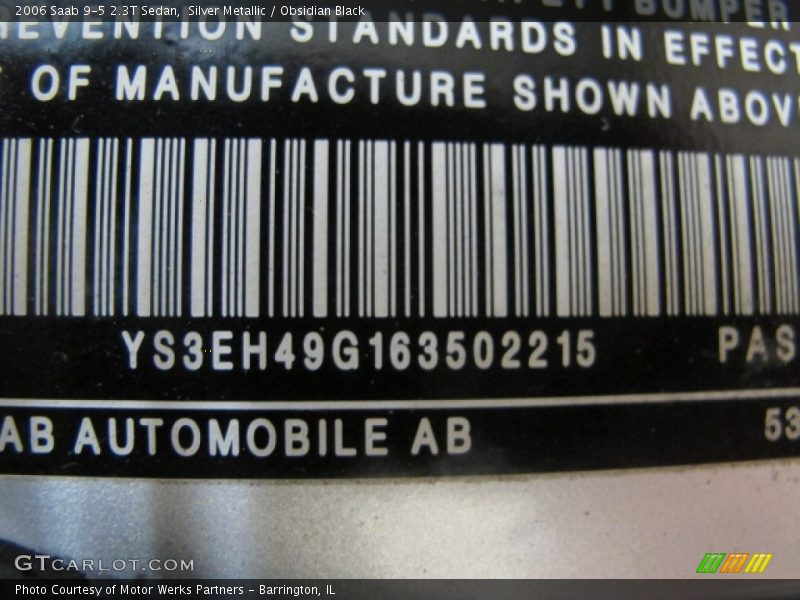 2006 Saab 9-5 2.3T Sedan, Silver Metallic / Obsidian Black
BUMPER
STANDARDS IN EFFECT
OF MANUFACTURE SHOWN ABOV
YS3EH49G163502215 PAS
AB AUTOMOBILE AB 53
GTCARLOT.COM
Photo Courtesy of Motor Werks Partners - Barrington, IL